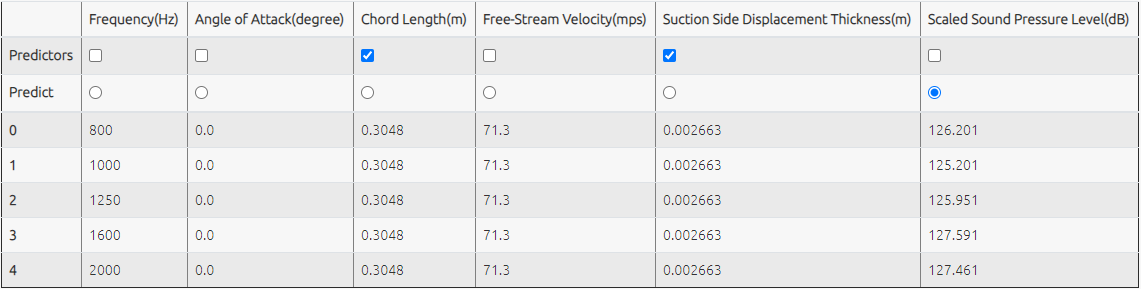 Frequency(Hz) Angle of Attack(degree) Chord Length(m) Free-Stream Velocity(mps) Suction Side Displacement Thickness(m) Scaled Sound Pressure Level(dB)
Predictors
Predict
0 800 0.0 0.3048 71.3 0.002663 126.201
1 1000 0.0 0.3048 71.3 0.002663 125.201
2 1250 0.0 0.3048 71.3 0.002663 125.951
3 1600 0.0 0.3048 71.3 0.002663 127.591
4 2000 0.0 0.3048 71.3 0.002663 127.461